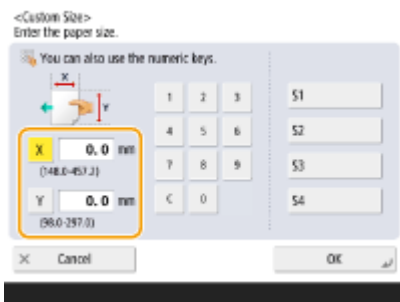 <Custom Size>
Enter the paper size.
You can also use the numeric keys.
X
Y
1 2 3
4 5 6
7 8 9
C 0
X 0.0 mm
(148.0-457.2)
Y 0.0 mm
(98.0-297.0)
S1
S2
S3
S4
× Cancel
OK